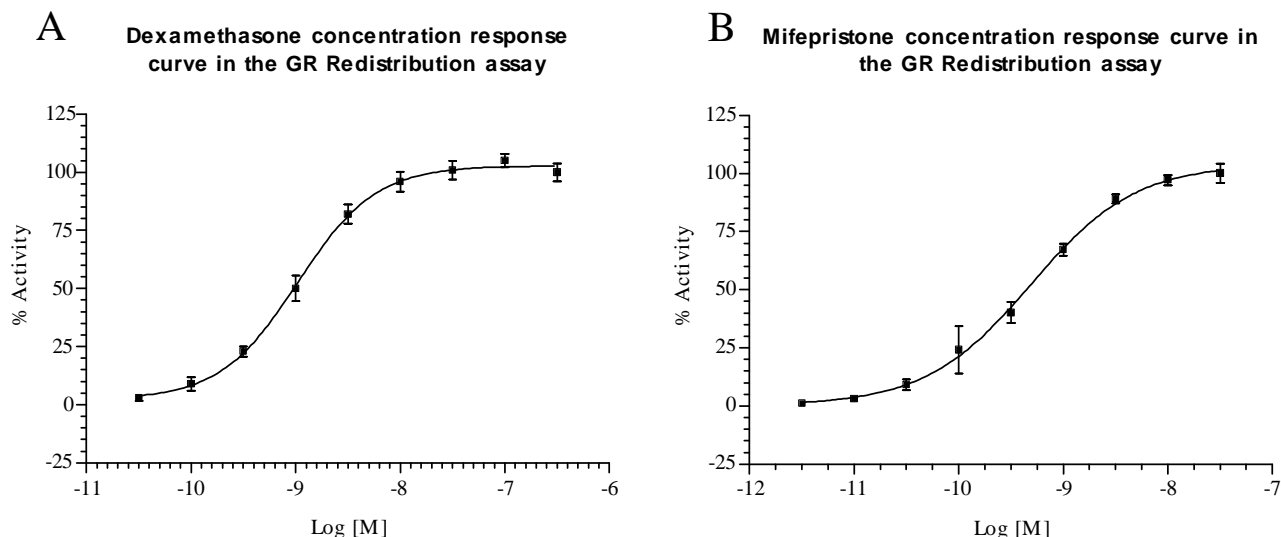 A
Dexamethasone concentration response
curve in the GR Redistribution assay
125
100
75
50
25
0
-25
% Activity
-11
-10
-9
-8
-7
-6
Log [M]
B
Mifepristone concentration response curve in
the GR Redistribution assay
125
100
75
50
25
0
-25
% Activity
-12
-11
-10
-9
-8
-7
Log [M]